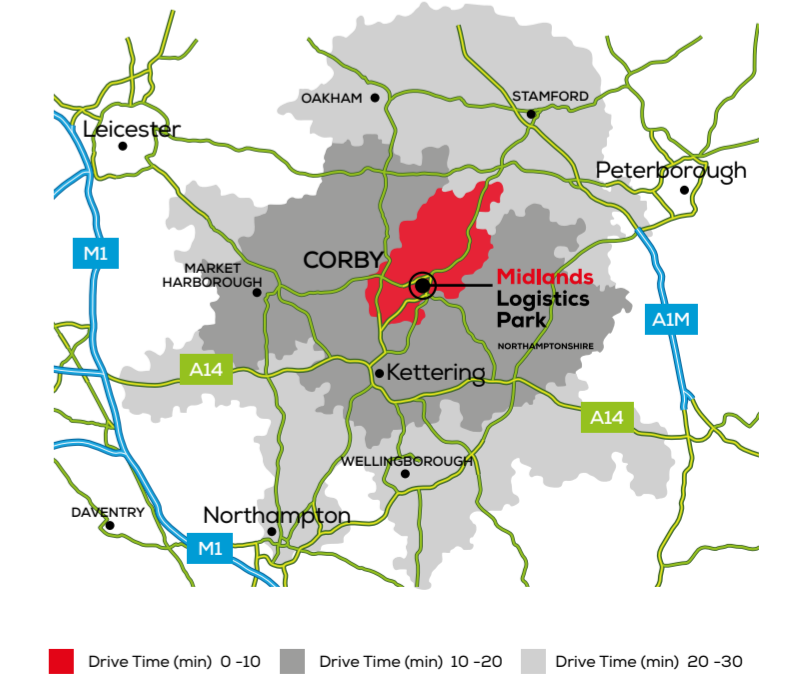 OAKHAM
STAMFORD
Leicester
Peterborough
M1
CORBY
MARKET
HARBOROUGH
Midlands
Logistics
Park
NORTHAMPTONSHIRE
A1M
A14
Kettering
A14
WELLINGBOROUGH
DAVENTRY
Northampton
M1
Drive Time (min) 0 -10
Drive Time (min) 10 -20
Drive Time (min) 20 -30